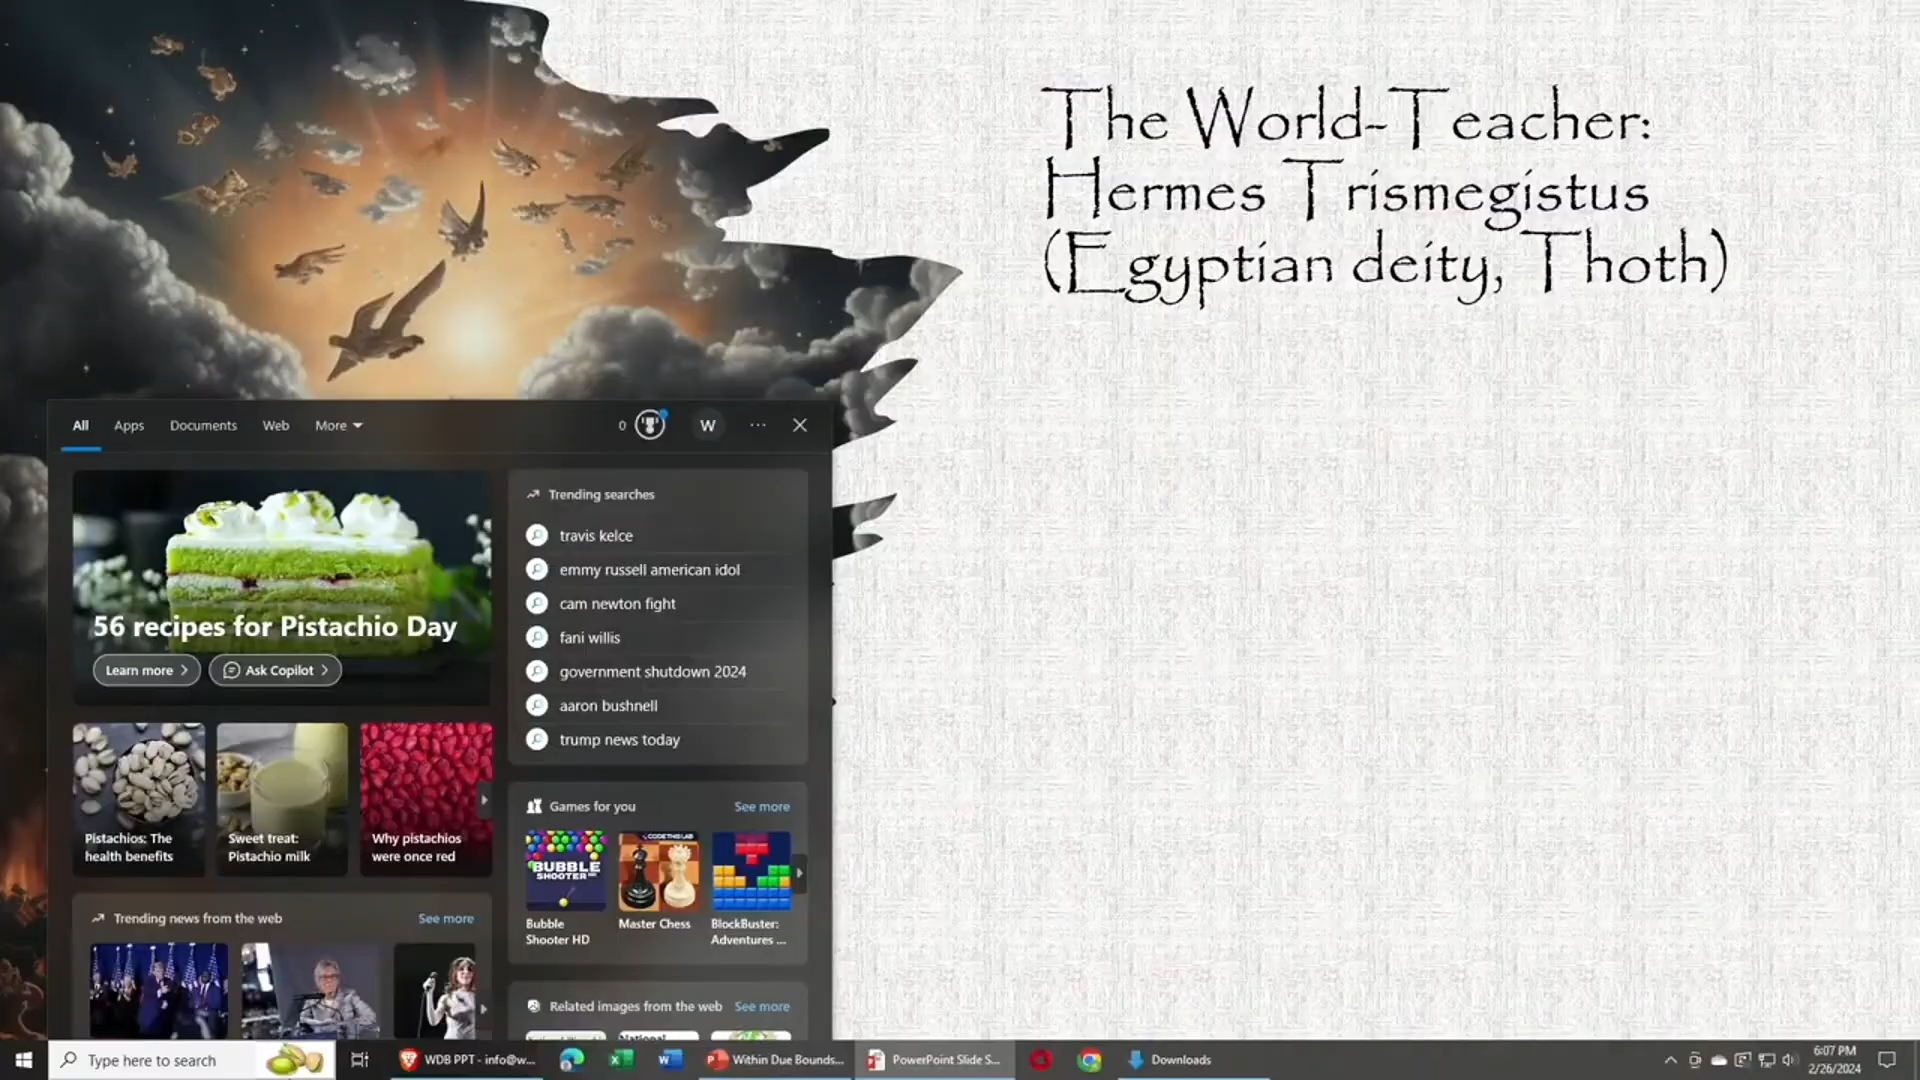 The World-Teacher:
Hermes Trismegistus
(Egyptian deity, Thoth)
All
Apps
Documents
Web
More
0
W
56 recipes for Pistachio Day
Learn more
Ask Copilot
Pistachios: The
health benefits
Sweet treat:
Pistachio milk
Why pistachios
were once red
Trending news from the web
See more
Trending searches
travis kelce
emmy russell american idol
cam newton fight
fani willis
government shutdown 2024
aaron bushnell
trump news today
Games for you
See more
BUBBLE
SHOOTER
CODETHISLAB
Bubble
Shooter HD
Master Chess
BlockBuster:
Adventures ...
Related images from the web
See more
National
Type here to search
WDB PPT - info@w...
Within Due Bounds...
PowerPoint Slide S...
Downloads
6:07 PM
2/26/2024